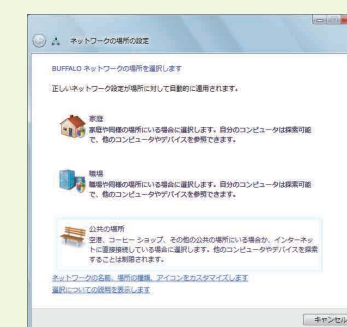 ネットワークの場所の設定
BUFFALO ネットワークの場所を選択します
正しいネットワーク設定が場所に対して自動的に適用されます。
家庭
家庭や同様の場所にいる場合に選択します。自分のコンピュータは探索可能
で、他のコンピュータやデバイスを参照できます。
職場
職場や同様の場所にいる場合に選択します。自分のコンピュータは探索可能
で、他のコンピュータやデバイスを参照できます。
公共の場所
空港、コーヒー ショップ、その他の公共の場所にいる場合か、インターネッ
トに直接接続している場合に選択します。他のコンピュータやデバイスを探索
することは制限されます。
ネットワークの名前、場所の種類、アイコンをカスタマイズします
選択についての説明を表示します
キャンセル